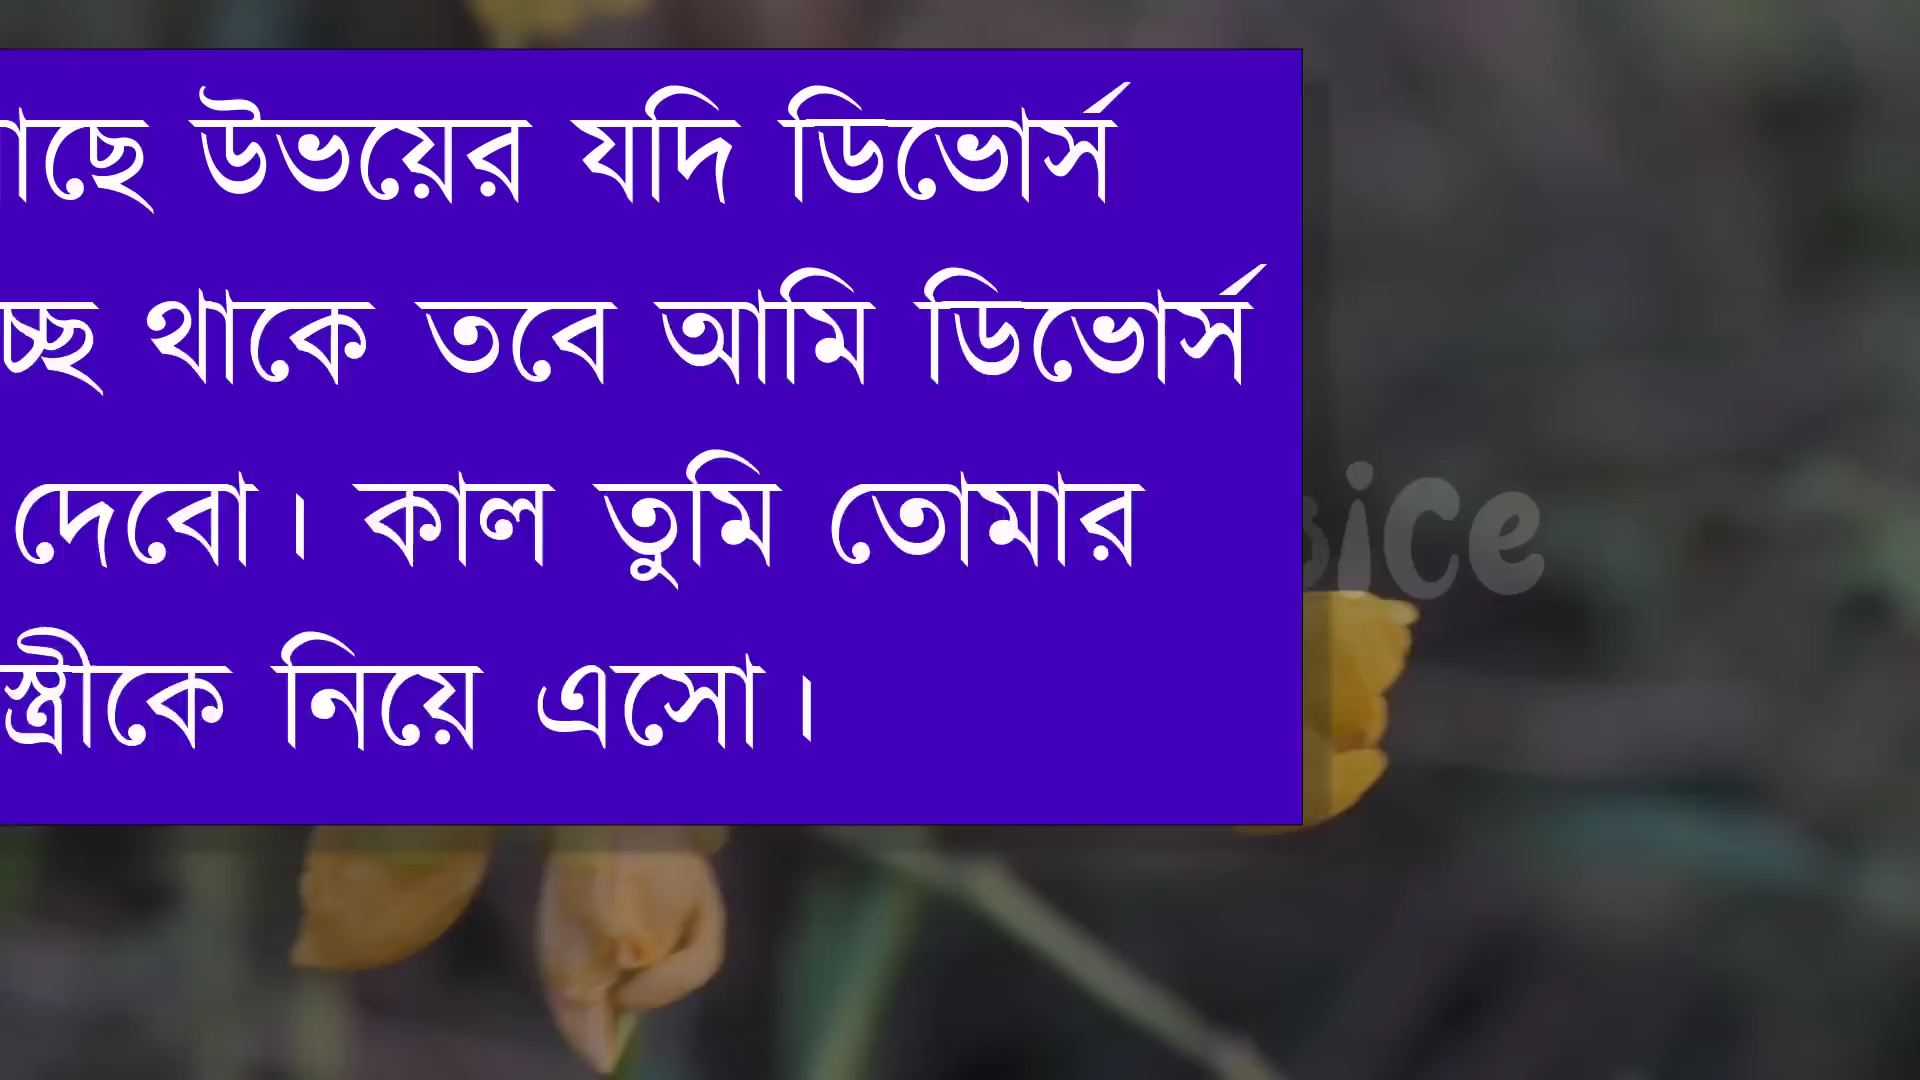 উভয়ের যদি ডিভোর্স
থাকে তবে আমি ডিভোর্স
দেবো। কাল তুমি তোমার
স্ত্রীকে নিয়ে এসো।